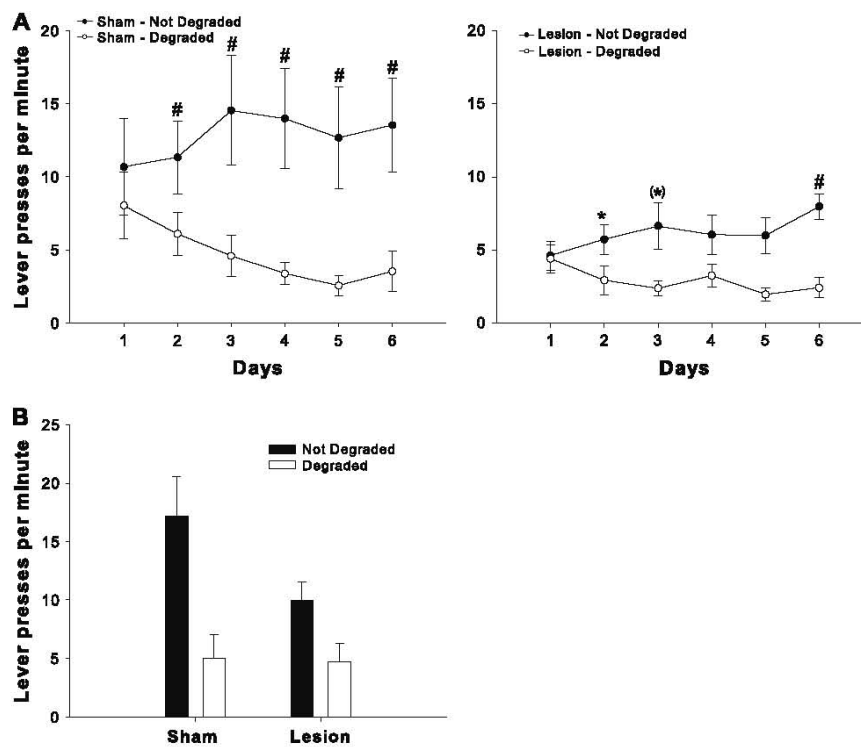 A
Sham - Not Degraded
Sham - Degraded
Lever presses per minute
20
15
10
5
0
#
#
#
#
#
1 2 3 4 5 6
Days
Lesion - Not Degraded
Lesion - Degraded
20
15
10
5
0
*
(*)
#
1 2 3 4 5 6
Days
B
Lever presses per minute
25
20
15
10
5
0
Not Degraded
Degraded
Sham Lesion